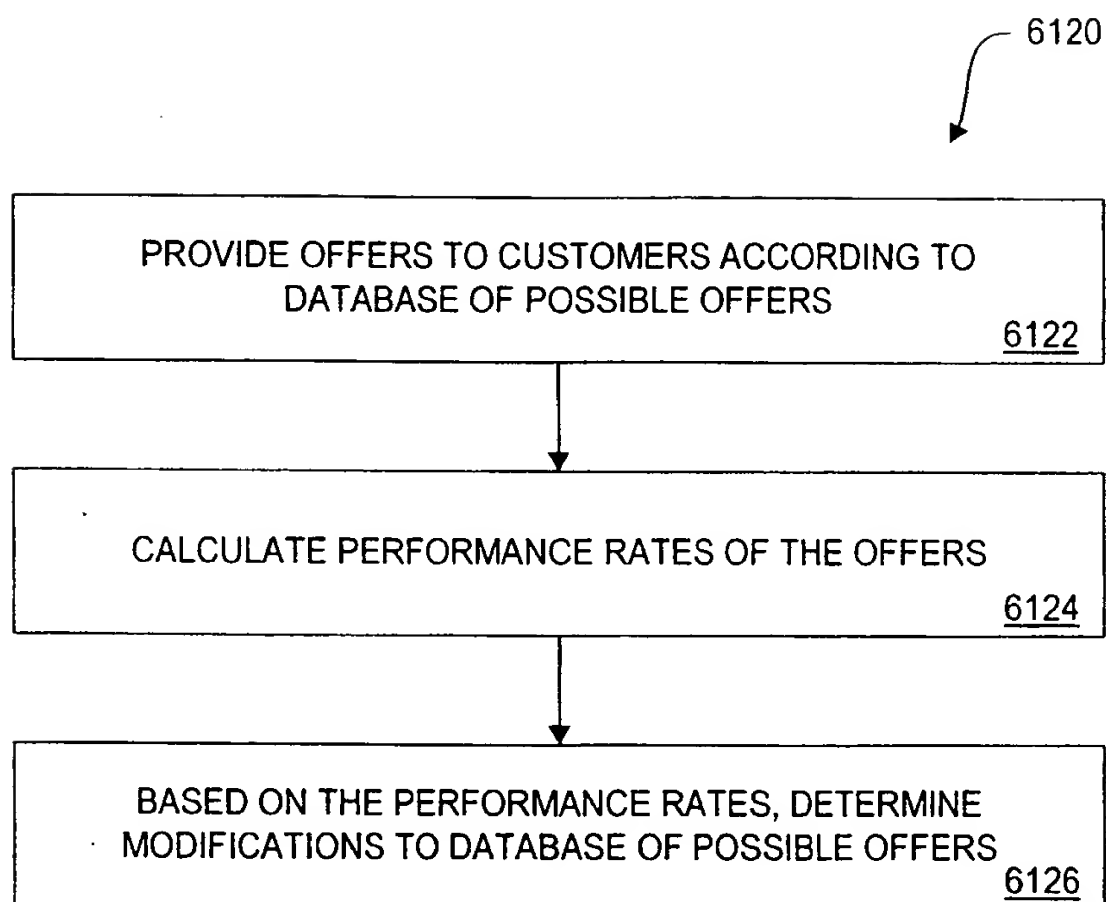 6120
PROVIDE OFFERS TO CUSTOMERS ACCORDING TO
DATABASE OF POSSIBLE OFFERS
6122
CALCULATE PERFORMANCE RATES OF THE OFFERS
6124
BASED ON THE PERFORMANCE RATES, DETERMINE
MODIFICATIONS TO DATABASE OF POSSIBLE OFFERS
6126